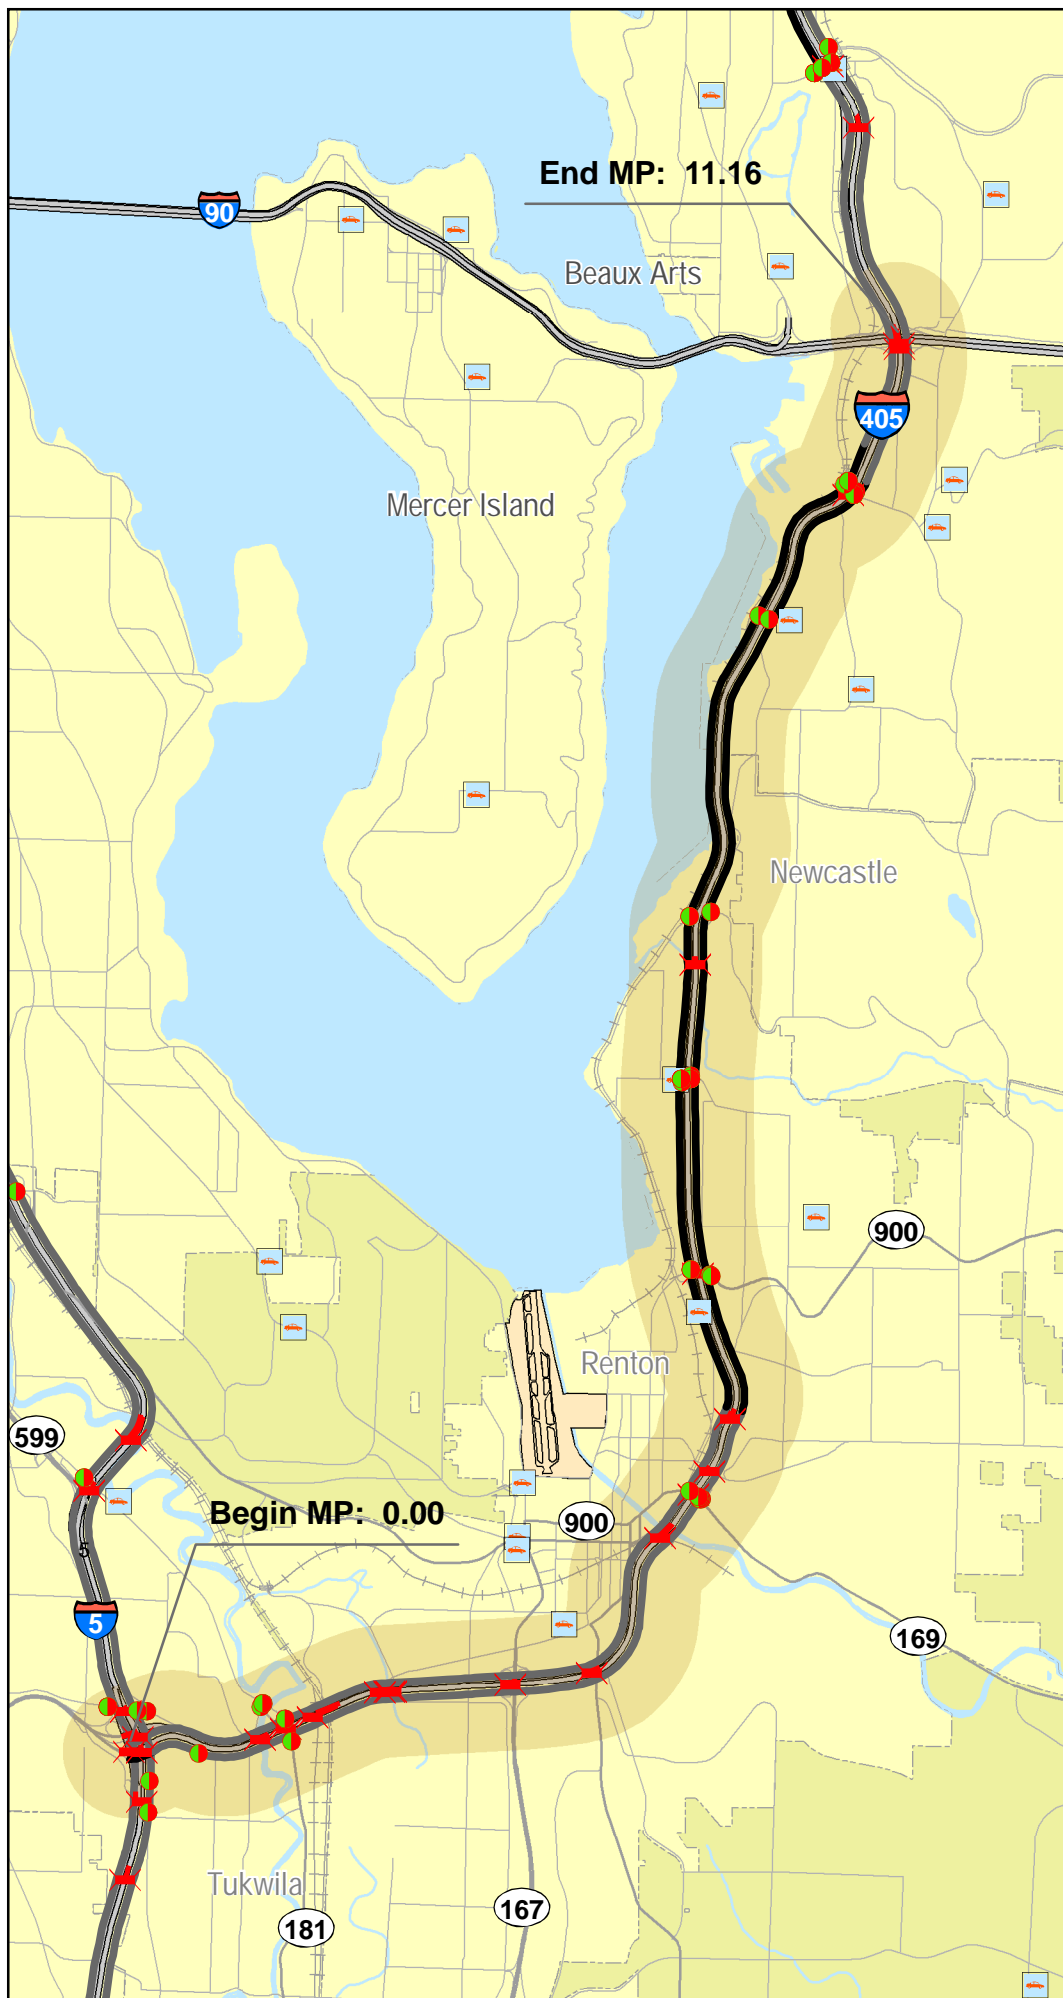 End MP: 11.16
90
Beaux Arts
405
Mercer Island
Newcastle
900
Renton
599
Begin MP: 0.00
900
5
5
169
Tukwila
167
181